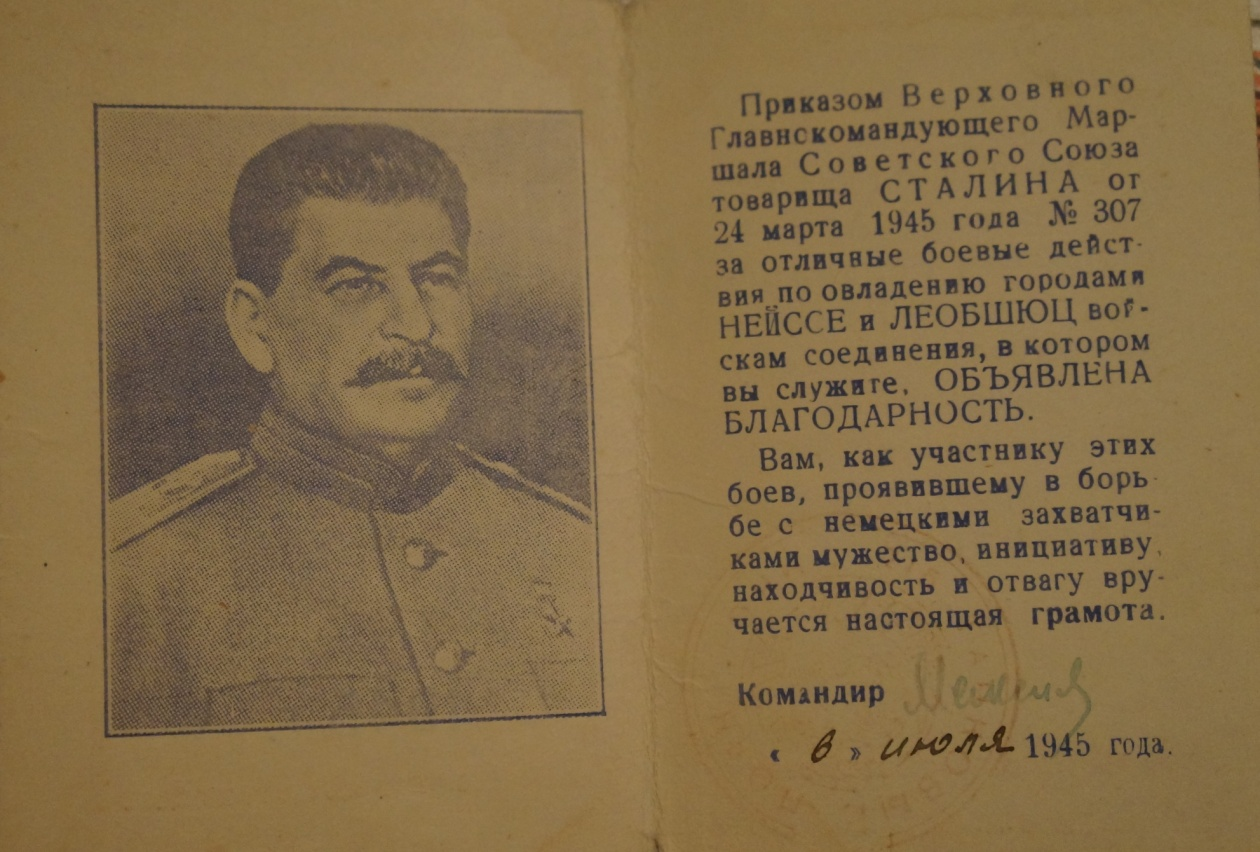 Приказом Верховного
Главнскомандующего Мар-
шала Советского Союза
товарища СТАЛИНА от
24 марта 1945 года № 307
за отличные боевые дейст-
вия по овладению городами
НЕЙССЕ и ЛЕОБШЮЦ вой-
скам соединения, в котором
вы служите, ОБЪЯВЛЕНА
БЛАГОДАРНОСТЬ.
Вам, как участнику этих
боев, проявившему в борь-
бе с немецкими захватчи-
ками мужество, инициативу,
находчивость и отвагу вру-
чается настоящая грамота.
Командир
« 6 » июля 1945 года.